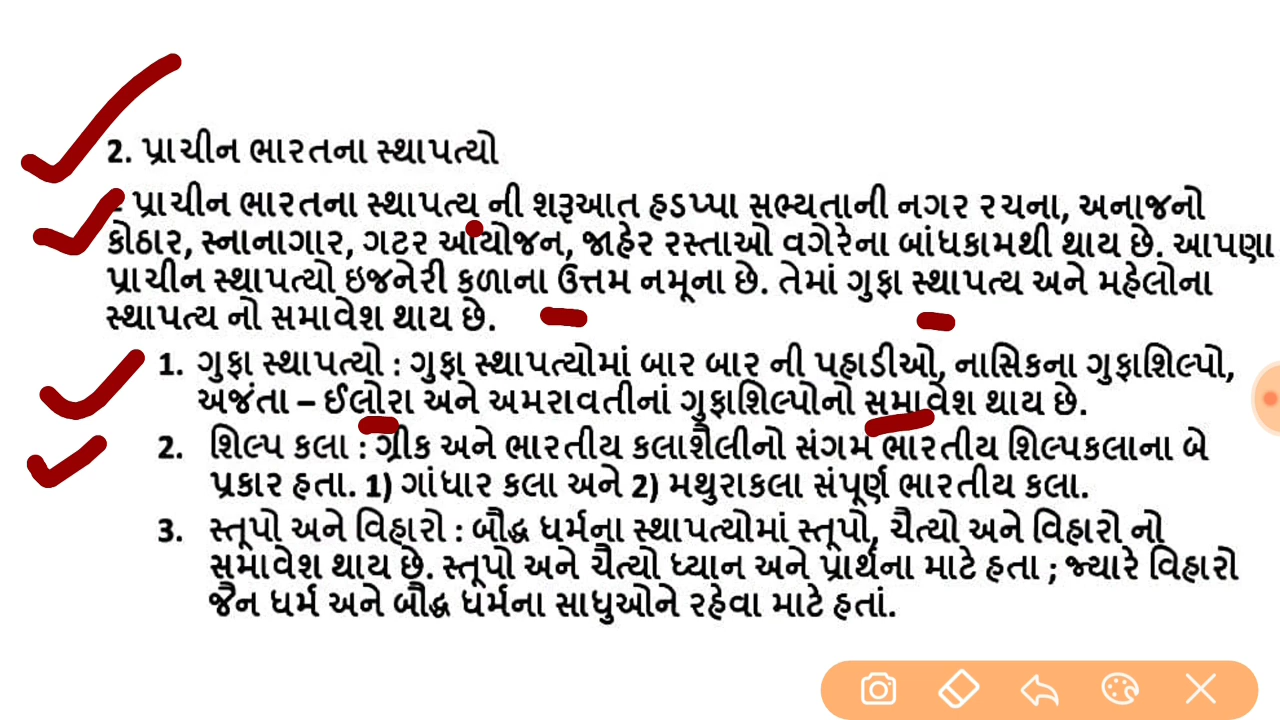 2. પ્રાચીન ભારતના સ્થાપત્યો
પ્રાચીન ભારતના સ્થાપત્ય ની શરૂઆત હડપ્પા સભ્યતાની નગર રચના, અનાજનો
કોઠાર, સ્નાનાગાર, ગટર આયોજન, જાહેર રસ્તાઓ વગેરેના બાંધકામથી થાય છે. આપણા
પ્રાચીન સ્થાપત્યો ઇજનેરી કળાના ઉત્તમ નમૂના છે. તેમાં ગુફા સ્થાપત્ય અને મહેલોના
સ્થાપત્ય નો સમાવેશ થાય છે.
1. ગુફા સ્થાપત્યો : ગુફા સ્થાપત્યોમાં બાર બાર ની પહાડીઓ, નાસિકના ગુફાશિલ્પો,
અજંતા – ઈલોરા અને અમરાવતીનાં ગુફાશિલ્પોનો સમાવેશ થાય છે.
2. શિલ્પ કલા : ગ્રીક અને ભારતીય કલાશૈલીનો સંગમ ભારતીય શિલ્પકલાના બે
પ્રકાર હતા. 1) ગાંધાર કલા અને 2) મથુરાકલા સંપૂર્ણ ભારતીય કલા.
3. સ્તૂપો અને વિહારો : બૌદ્ધ ધર્મના સ્થાપત્યોમાં સ્તૂપો, ચૈત્યો અને વિહારો નો
સમાવેશ થાય છે. સ્તૂપો અને ચૈત્યો ધ્યાન અને પ્રાર્થના માટે હતા ; જ્યારે વિહારો
જૈન ધર્મ અને બૌદ્ધ ધર્મના સાધુઓને રહેવા માટે હતાં.